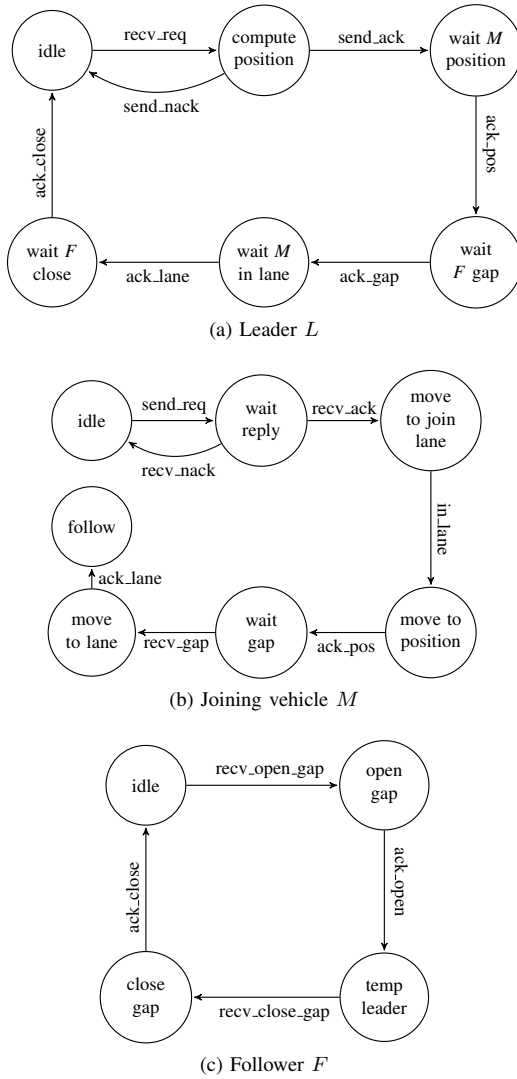 recv_req
idle
compute
position
send_ack
wait M
position
send_nack
ack_close
ack_pos
wait F
close
ack_lane
wait M
in lane
ack_gap
wait
F gap
(a) Leader L
idle
send_req
wait
reply
recv_ack
move
to join
lane
recv_nack
follow
in_lane
ack_lane
move
to lane
recv_gap
wait
gap
ack_pos
move to
position
(b) Joining vehicle M
idle
recv_open_gap
open
gap
ack_close
ack_open
close
gap
recv_close_gap
temp
leader
(c) Follower F